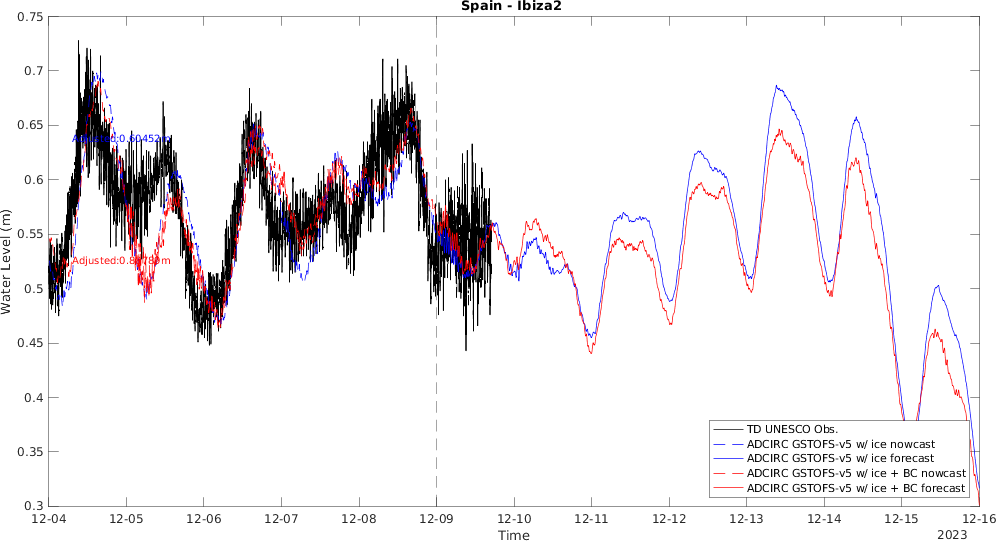 Spain - Ibiza2
Water Level (m)
0.75
0.7
0.65
0.6
0.55
0.5
0.45
0.4
0.35
0.3
Adjusted:0.60452m
TD UNESCO Obs.
ADCIRC GSTOFS-v5 w/ ice nowcast
ADCIRC GSTOFS-v5 w/ ice forecast
ADCIRC GSTOFS-v5 w/ ice + BC nowcast
ADCIRC GSTOFS-v5 w/ ice + BC forecast
12-04 12-05 12-06 12-07 12-08 12-09 12-10 12-11 12-12 12-13 12-14 12-15 12-16
Time
2023